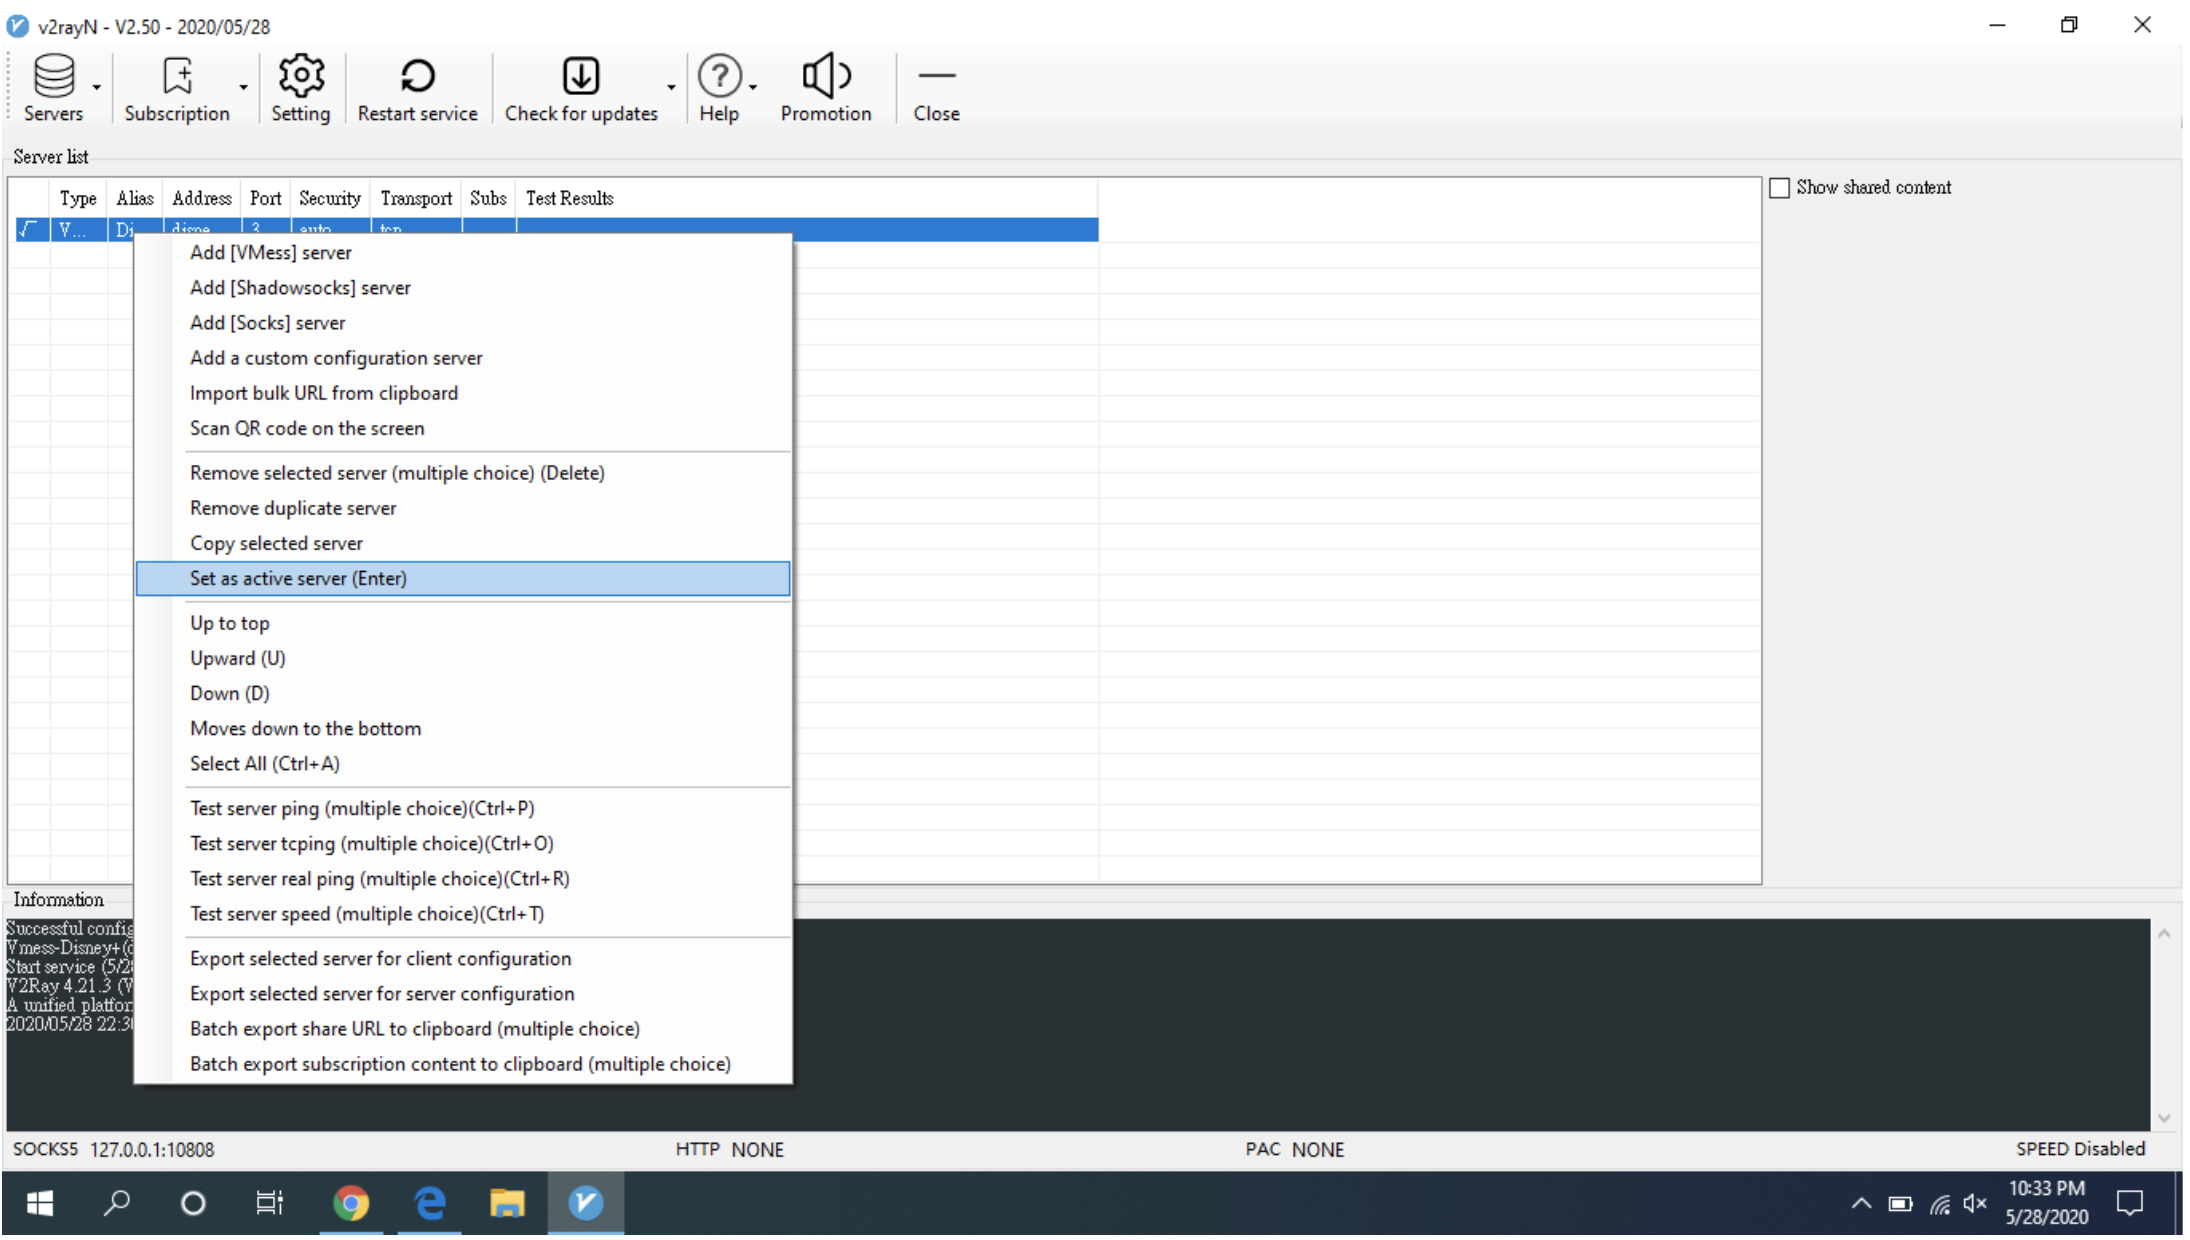 v2rayN - V2.50 - 2020/05/28
Servers Subscription Setting Restart service Check for updates Help Promotion Close
Server list
Type Alias Address Port Security Transport Subs Test Results
Show shared content
V... Di 3 auto tcp
Add [VMess] server
Add [Shadowsocks] server
Add [Socks] server
Add a custom configuration server
Import bulk URL from clipboard
Scan QR code on the screen
Remove selected server (multiple choice) (Delete)
Remove duplicate server
Copy selected server
Set as active server (Enter)
Up to top
Upward (U)
Down (D)
Moves down to the bottom
Select All (Ctrl+A)
Test server ping (multiple choice)(Ctrl+P)
Test server tcping (multiple choice)(Ctrl+O)
Test server real ping (multiple choice)(Ctrl+R)
Test server speed (multiple choice)(Ctrl+T)
Export selected server for client configuration
Export selected server for server configuration
Batch export share URL to clipboard (multiple choice)
Batch export subscription content to clipboard (multiple choice)
Information
Successful config
Vmess-Disney+(
Start service (5/2
V2Ray 4.21.3 (V
A unified platfor
2020/05/28 22:3
SOCKS5 127.0.0.1:10808 HTTP NONE PAC NONE SPEED Disabled
10:33 PM
5/28/2020